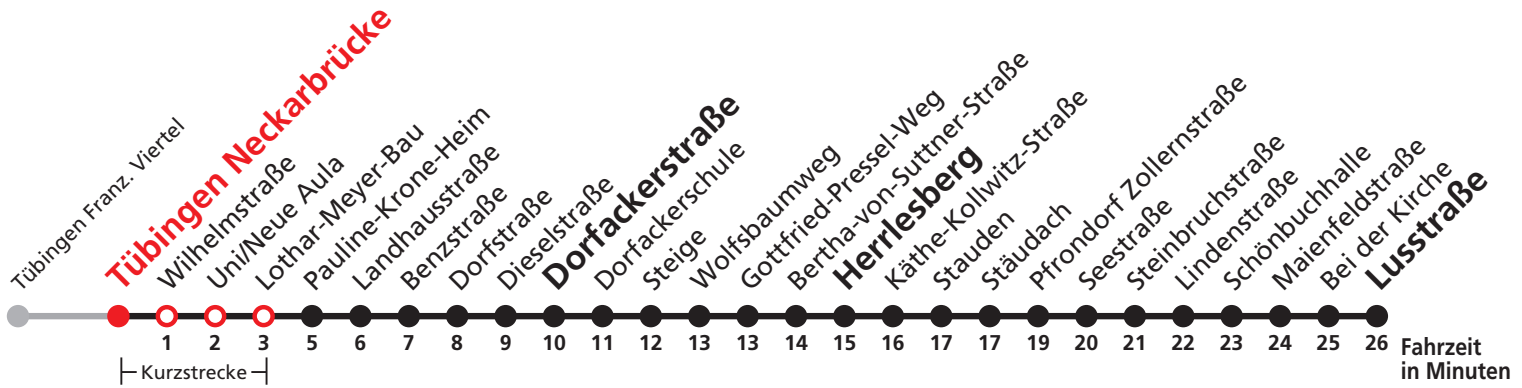 Tübingen Franz. Viertel
Tübingen Neckarbrücke
Wilhelmstraße
Uni/Neue Aula
Lothar-Meyer-Bau
Pauline-Krone-Heim
Landhausstraße
Benzstraße
Dorfstraße
Dieselstraße
Dorfackerstraße
Dorfackerschule
Steige
Wolfsbaumweg
Gottfried-Pressel-Weg
Bertha-von-Suttner-Straße
Herrlesberg
Käthe-Kollwitz-Straße
Stauden
Stäudach
Pfrondorf Zollernstraße
Seestraße
Steinbruchstraße
Lindenstraße
Schönbuchhalle
Maienfeldstraße
Bei der Kirche
Lusstraße
1 2 3 5 6 7 8 9 10 11 12 13 13 14 15 16 17 17 19 20 21 22 23 24 25 26 Fahrzeit
in Minuten
Kurzstrecke